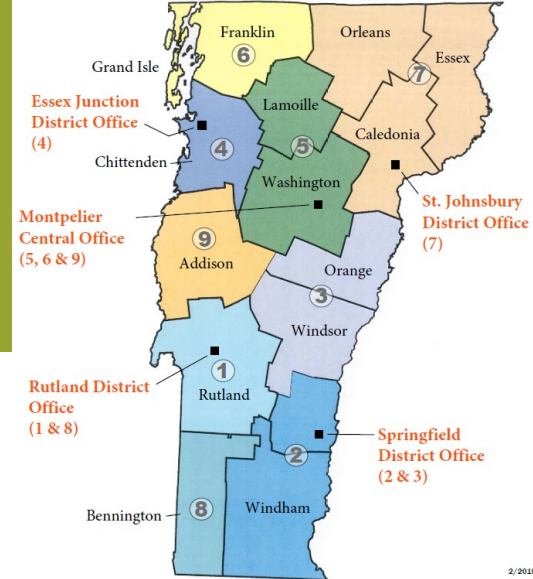 Franklin
6
Orleans
Essex
7
Grand Isle
Lamoille
Essex Junction
District Office
(4)
Caledonia
4
5
Chittenden
Washington
St. Johnsbury
District Office
(7)
Montpelier
Central Office
(5, 6 & 9)
9
Addison
Orange
3
Windsor
1
Rutland
Rutland District
Office
(1 & 8)
Springfield
District Office
(2 & 3)
2
8
Windham
Bennington
2/2019